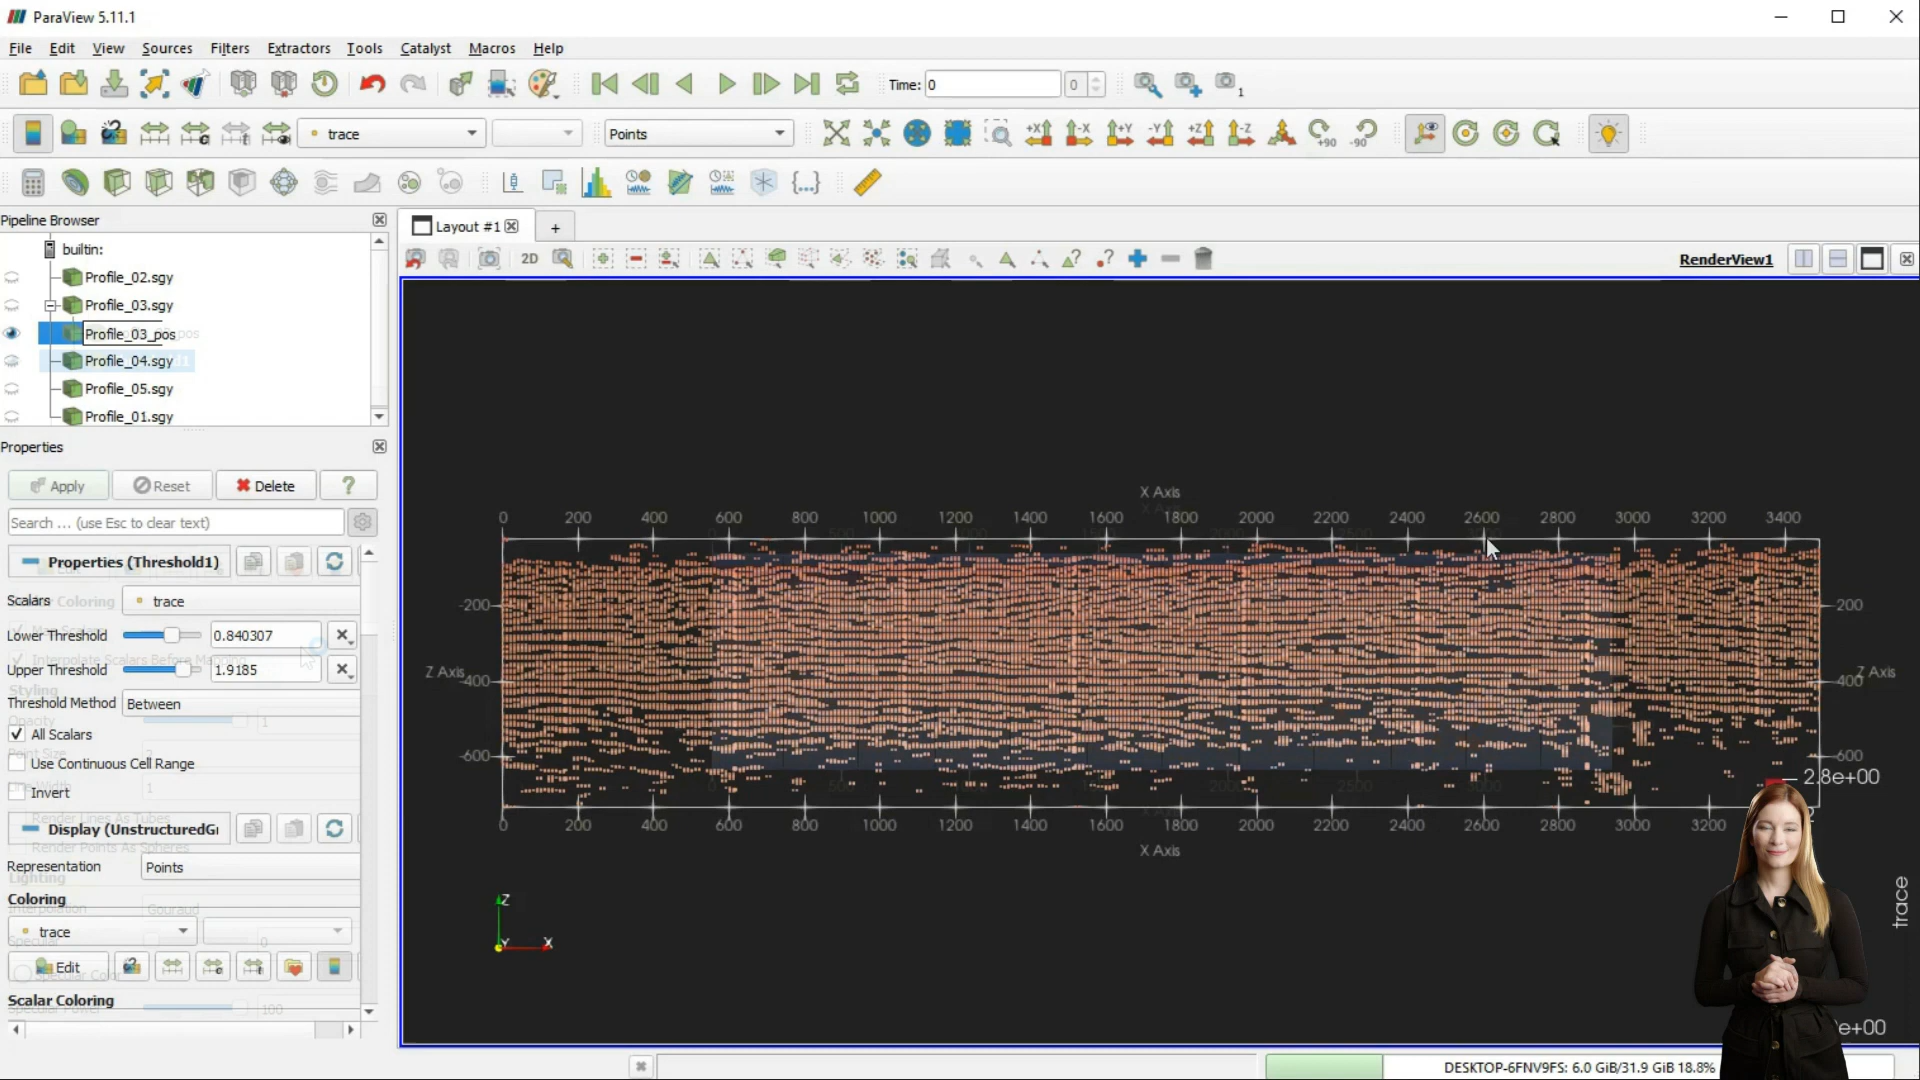 ParaView 5.11.1
File Edit View Sources Filters Extractors Tools Catalyst Macros Help
Time: 0 0 1
trace Points +X -X +Y -Y +Z -Z +90 -90
Pipeline Browser
Layout #1 +
builtin:
2D
RenderView1
Profile_02.sgy
Profile_03.sgy
Profile_03_pos
Profile_04.sgy
Profile_05.sgy
Profile_01.sgy
Properties
Apply Reset Delete ?
Search ... (use Esc to clear text)
Properties (Threshold1)
Scalars trace
Lower Threshold 0.840307
Upper Threshold 1.9185
Threshold Method Between
All Scalars
Use Continuous Cell Range
Invert
Display (UnstructuredGr
Representation Points
Coloring
trace
Edit
Scalar Coloring
X Axis
0 200 400 600 800 1000 1200 1400 1600 1800 2000 2200 2400 2600 2800 3000 3200 3400
-200 -200
Z Axis -400 -400 Z Axis
-600 -600
2.8e+00
0 200 400 600 800 1000 1200 1400 1600 1800 2000 2200 2400 2600 2800 3000 3200
X Axis
2
trace
Z
Y X
e+00
DESKTOP-6FNV9FS: 6.0 GiB/31.9 GiB 18.8%